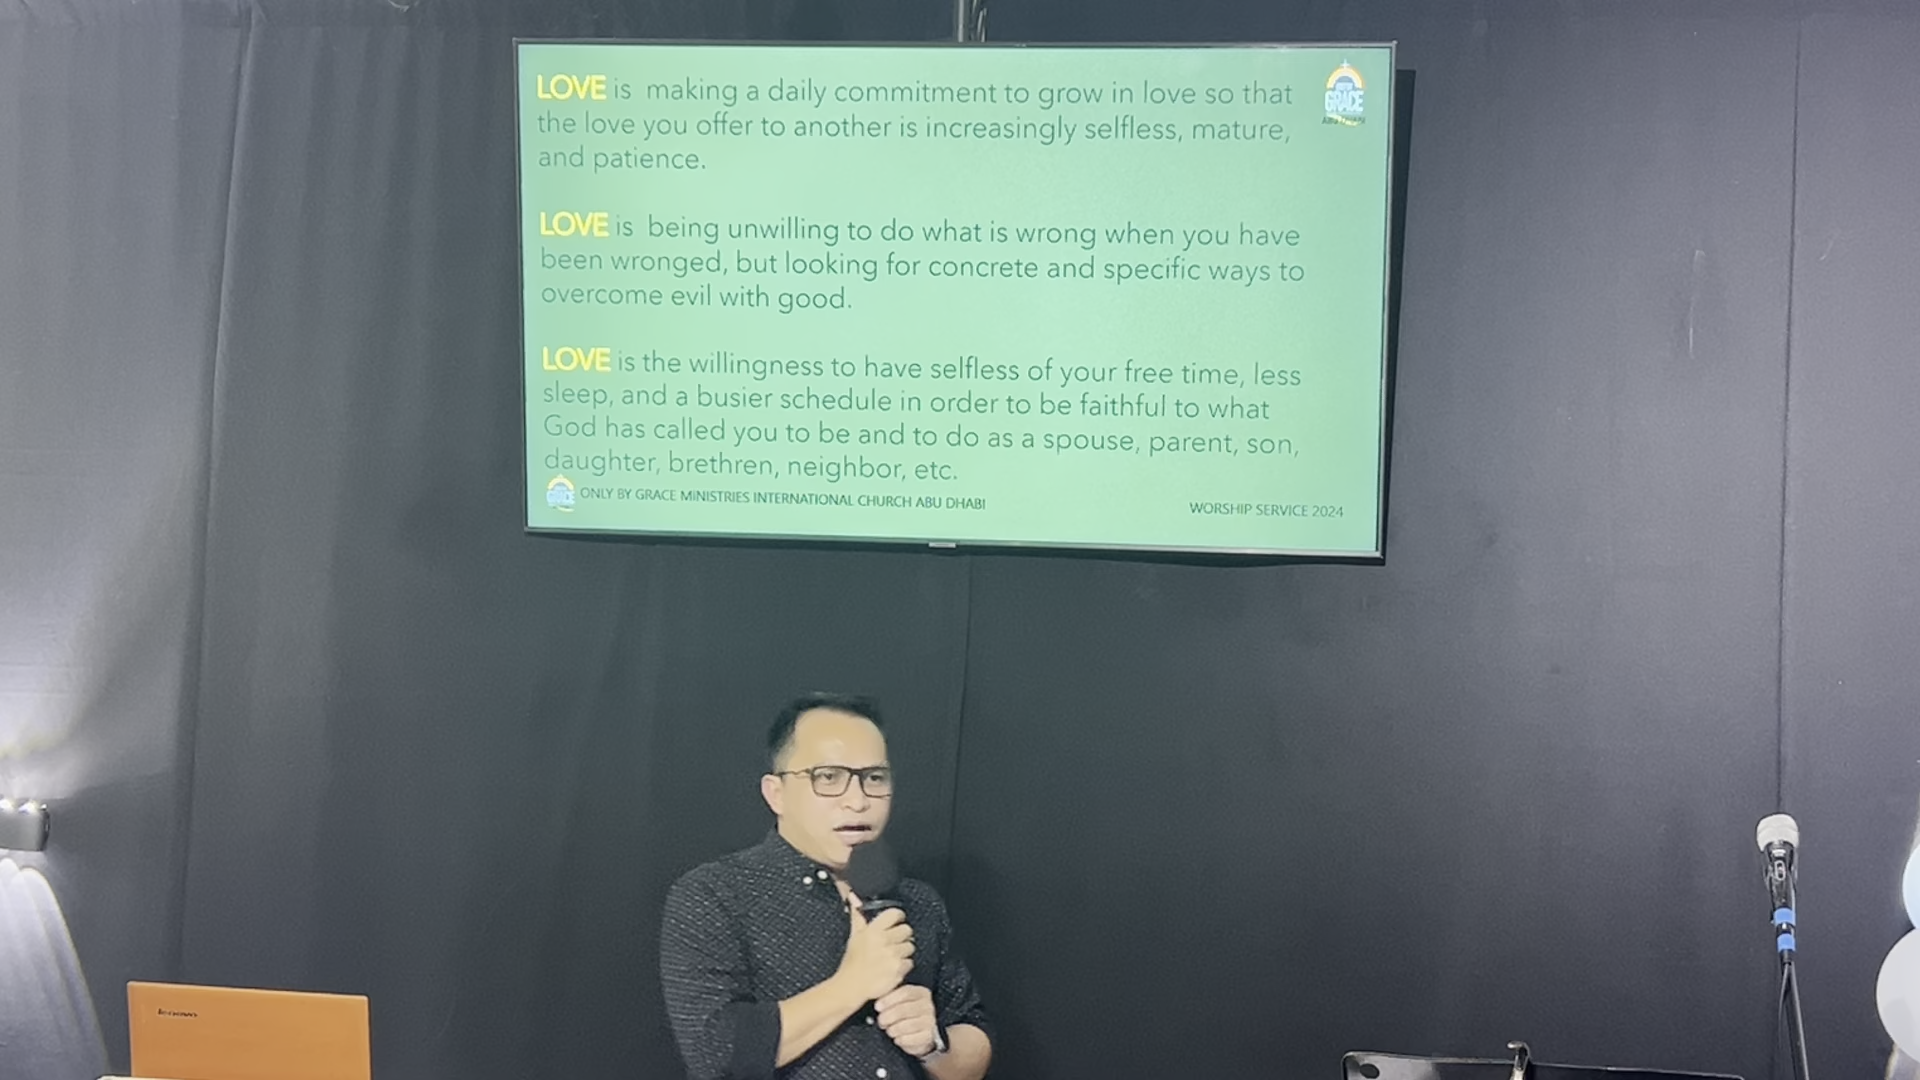 LOVE is making a daily commitment to grow in love so that
the love you offer to another is increasingly selfless, mature,
and patience.
LOVE is being unwilling to do what is wrong when you have
been wronged, but looking for concrete and specific ways to
overcome evil with good.
LOVE is the willingness to have selfless of your free time, less
sleep, and a busier schedule in order to be faithful to what
God has called you to be and to do as a spouse, parent, son,
daughter, brethren, neighbor, etc.
GRACE
GRACE
ONLY BY GRACE MINISTRIES INTERNATIONAL CHURCH ABU DHABI
WORSHIP SERVICE 2024
lenovo